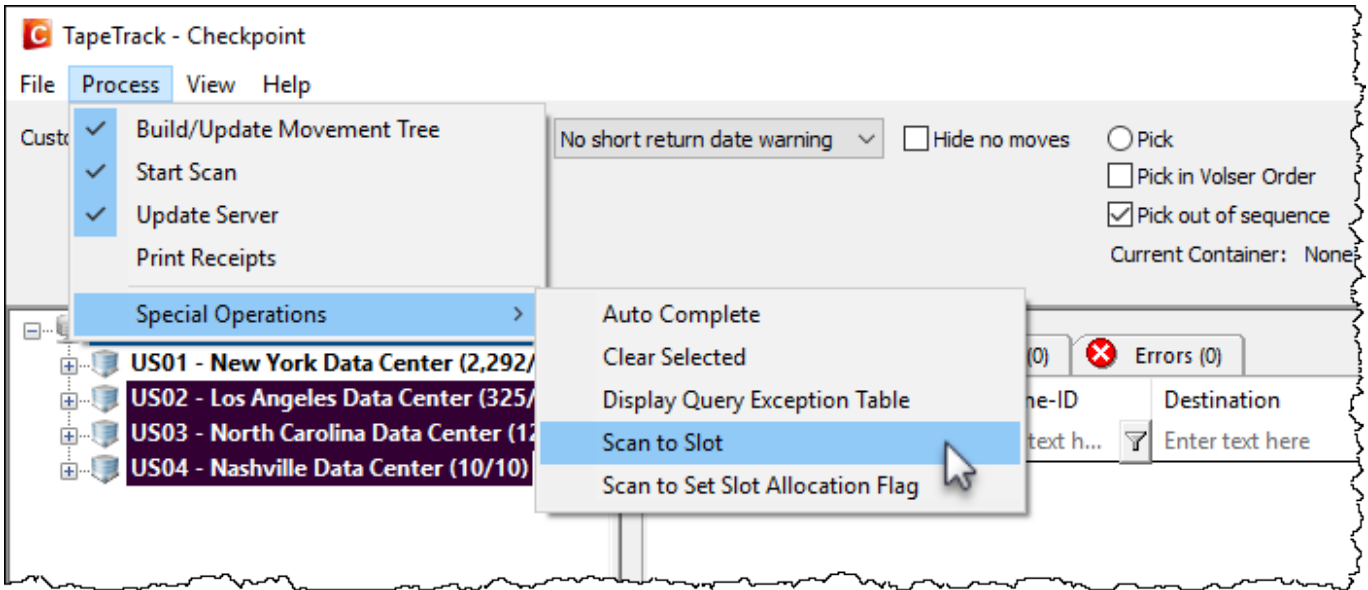 TapeTrack - Checkpoint
File Process View Help
Build/Update Movement Tree
Start Scan
Update Server
Print Receipts
Special Operations
No short return date warning
Hide no moves
Pick
Pick in Volser Order
Pick out of sequence
Current Container: None
Auto Complete
Clear Selected
Display Query Exception Table
Scan to Slot
Scan to Set Slot Allocation Flag
US01 - New York Data Center (2,292/
US02 - Los Angeles Data Center (325/
US03 - North Carolina Data Center (12
US04 - Nashville Data Center (10/10)
(0) Errors (0)
me-ID Destination
text h... Enter text here